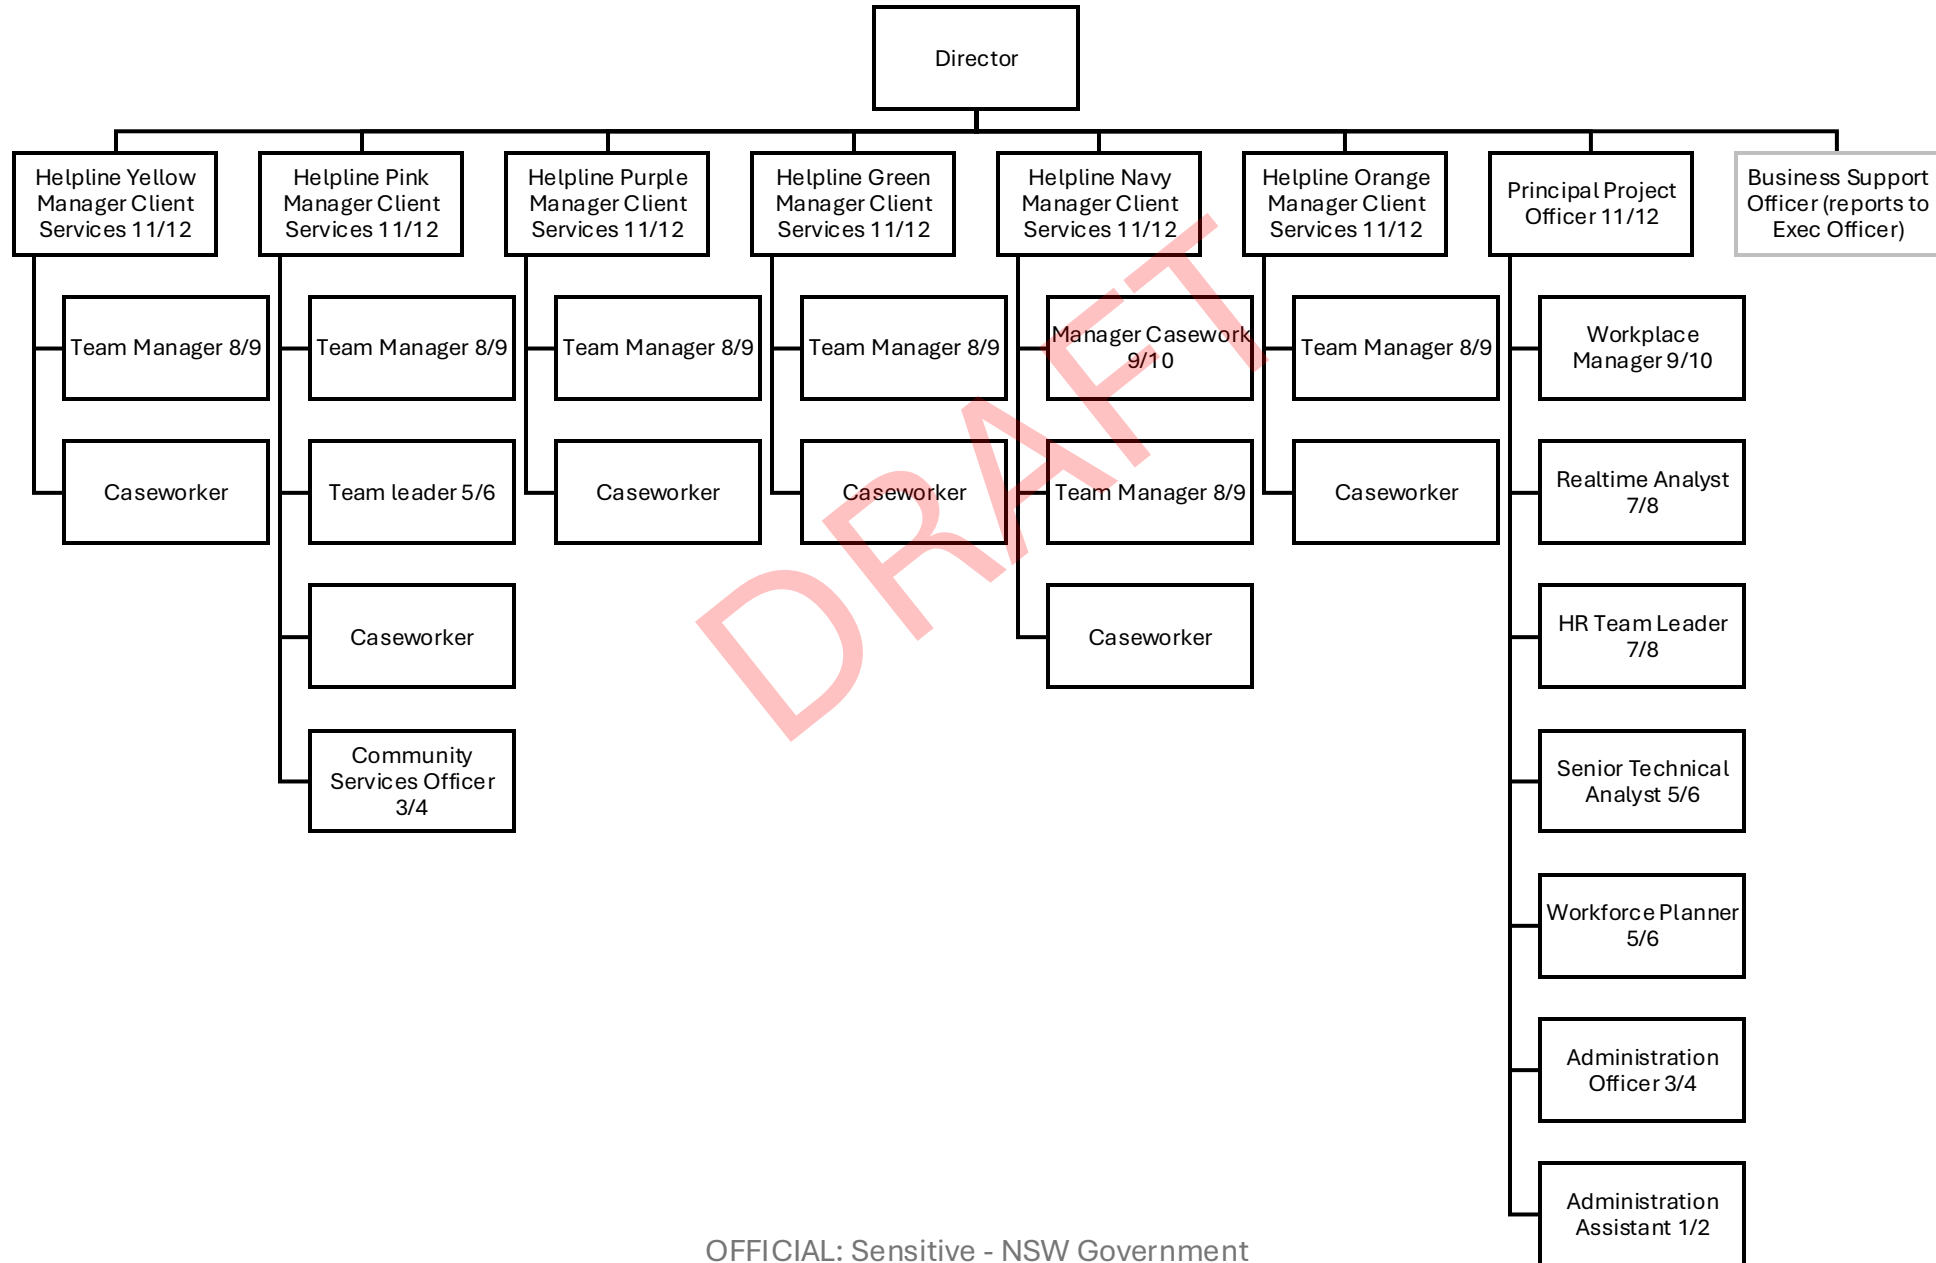 Director
Helpline Yellow
Manager Client
Services 11/12
Helpline Pink
Manager Client
Services 11/12
Helpline Purple
Manager Client
Services 11/12
Helpline Green
Manager Client
Services 11/12
Helpline Navy
Manager Client
Services 11/12
Helpline Orange
Manager Client
Services 11/12
Principal Project
Officer 11/12
Business Support
Officer (reports to
Exec Officer)
Team Manager 8/9
Team Manager 8/9
Team Manager 8/9
Team Manager 8/9
Manager Casework
9/10
Team Manager 8/9
Workplace
Manager 9/10
Caseworker
Team leader 5/6
Caseworker
Caseworker
Team Manager 8/9
Caseworker
Realtime Analyst
7/8
Caseworker
Caseworker
HR Team Leader
7/8
Community
Services Officer
3/4
Senior Technical
Analyst 5/6
Workforce Planner
5/6
Administration
Officer 3/4
Administration
Assistant 1/2
DRAFT
OFFICIAL: Sensitive - NSW Government